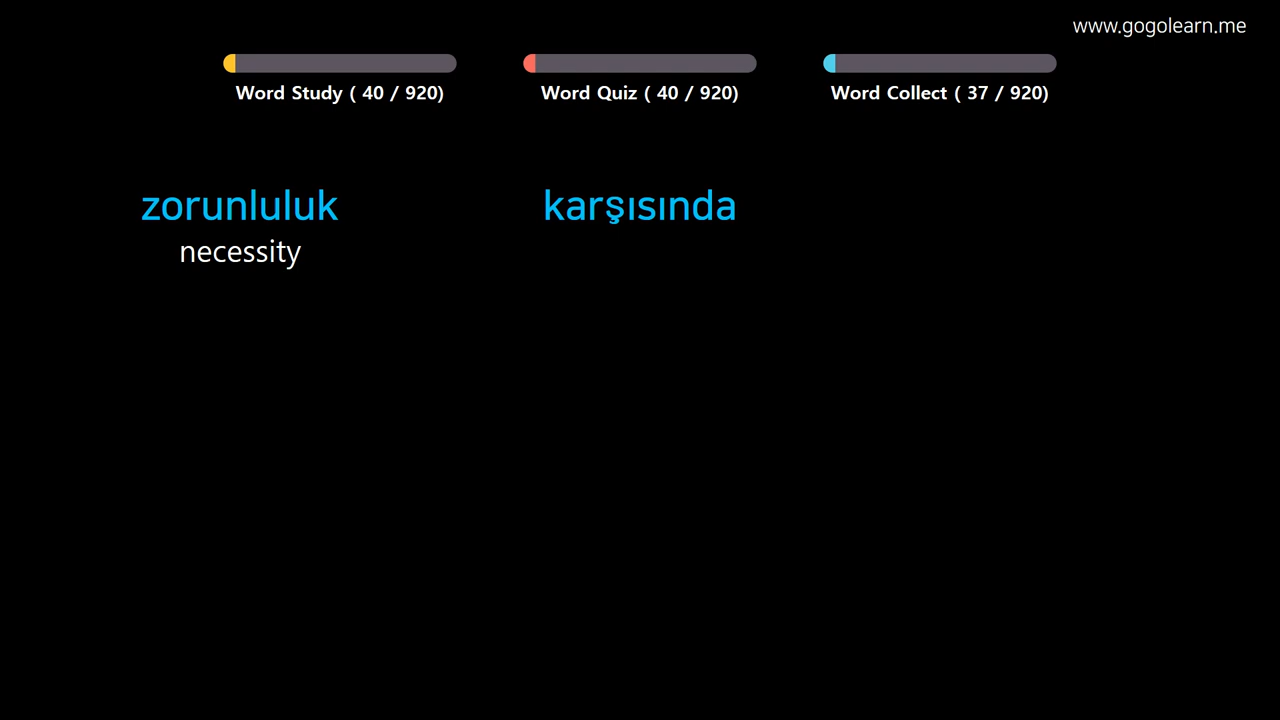 www.gogolearn.me
Word Study ( 40 / 920)
Word Quiz ( 40 / 920)
Word Collect ( 37 / 920)
zorunluluk
necessity
karşısında